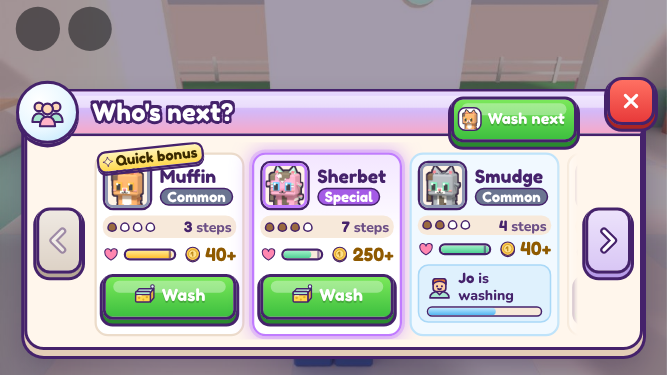 Who's next?
Wash next
Quick bonus
Muffin
Common
3 steps
40+
Wash
Sherbet
Special
7 steps
250+
Wash
Smudge
Common
4 steps
40+
Jo is
washing